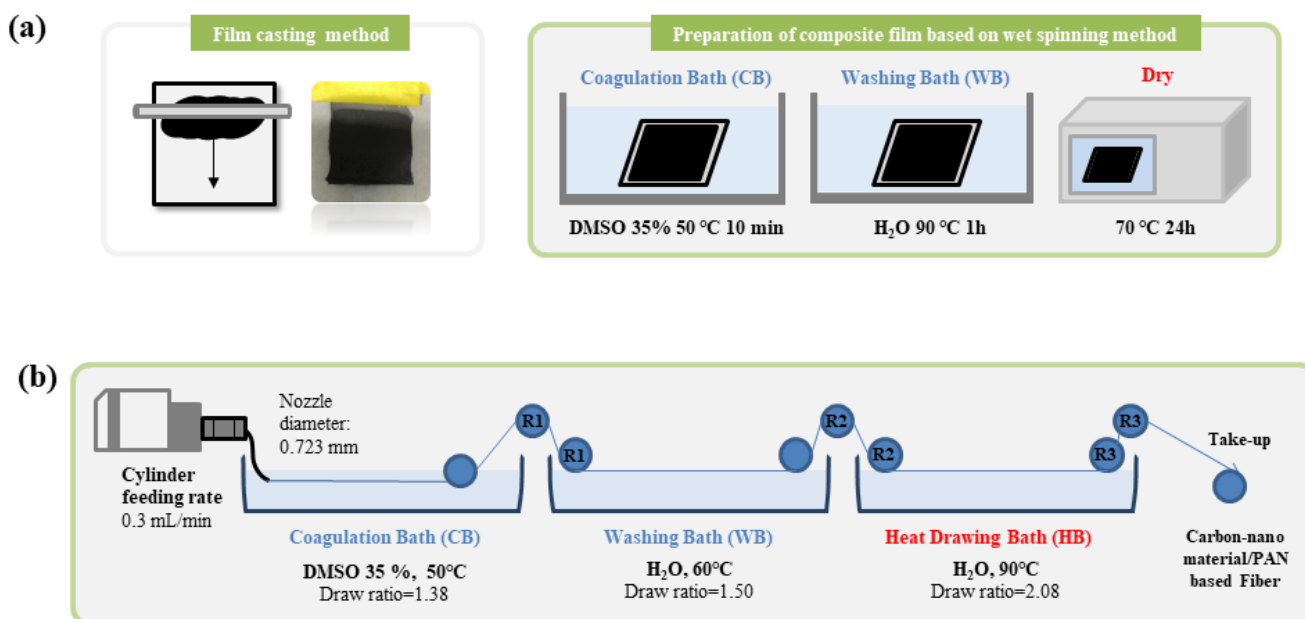 (a)
Film casting method
Preparation of composite film based on wet spinning method
Coagulation Bath (CB)
Washing Bath (WB)
Dry
DMSO 35% 50 °C 10 min
H₂O 90 °C 1h
70 °C 24h
(b)
Nozzle
diameter:
0.723 mm
Cylinder
feeding rate
0.3 mL/min
R1
R1
R2
R2
R3
R3
Take-up
Coagulation Bath (CB)
DMSO 35 %, 50°C
Draw ratio=1.38
Washing Bath (WB)
H₂O, 60°C
Draw ratio=1.50
Heat Drawing Bath (HB)
H₂O, 90°C
Draw ratio=2.08
Carbon-nano
material/PAN
based Fiber